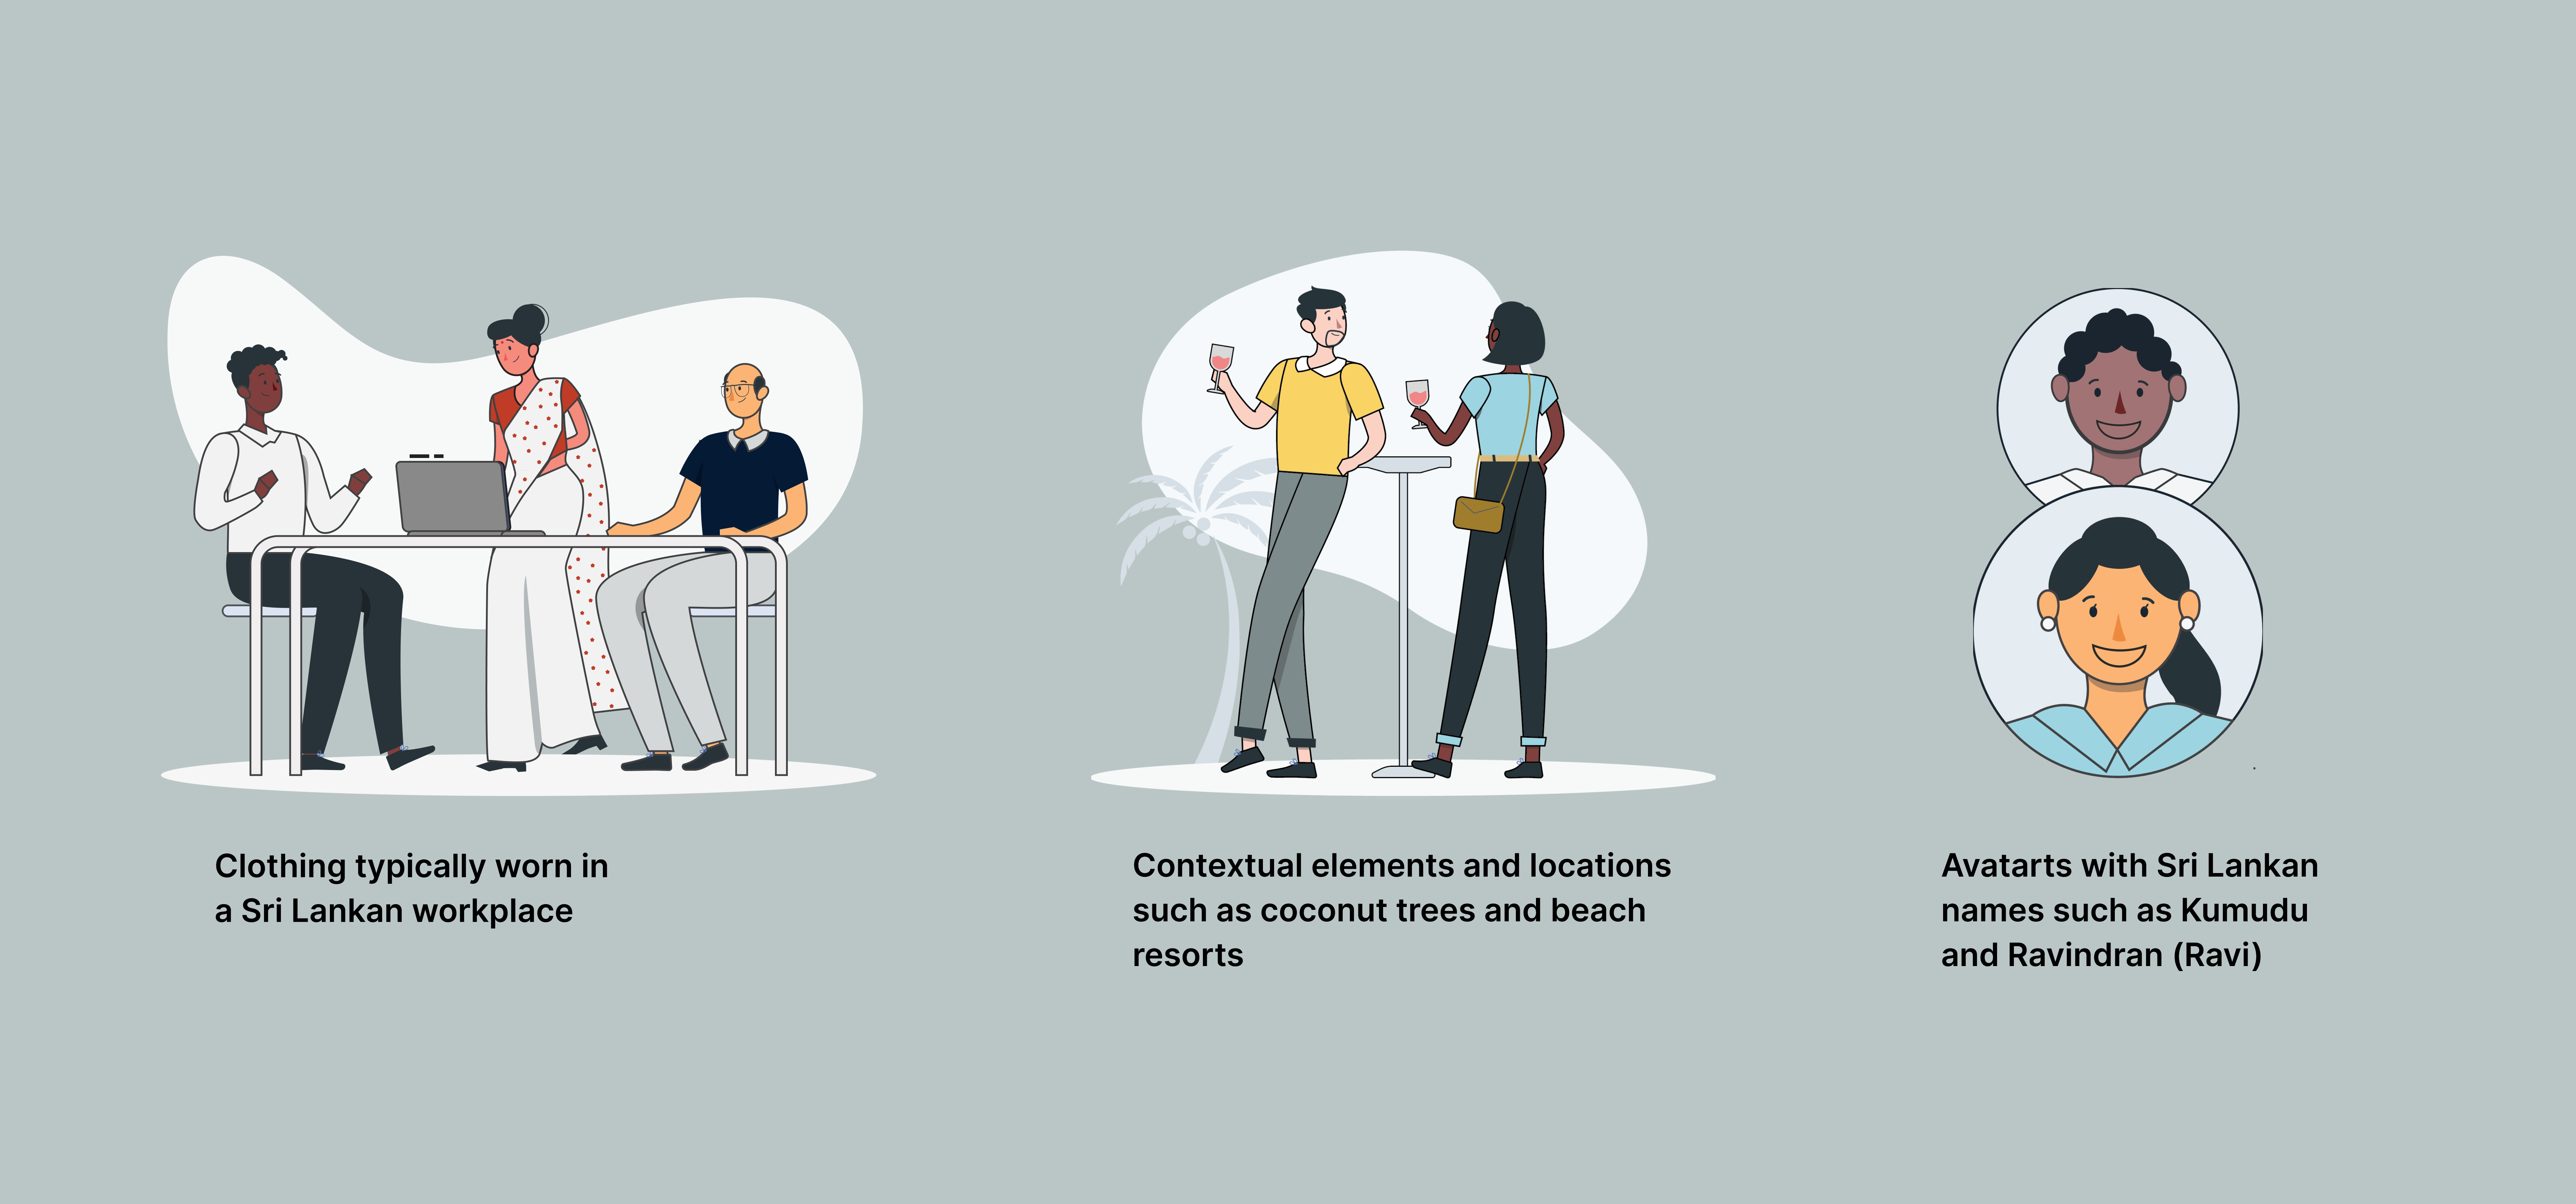 Clothing typically worn in
a Sri Lankan workplace
Contextual elements and locations
such as coconut trees and beach
resorts
Avatarts with Sri Lankan
names such as Kumudu
and Ravindran (Ravi)